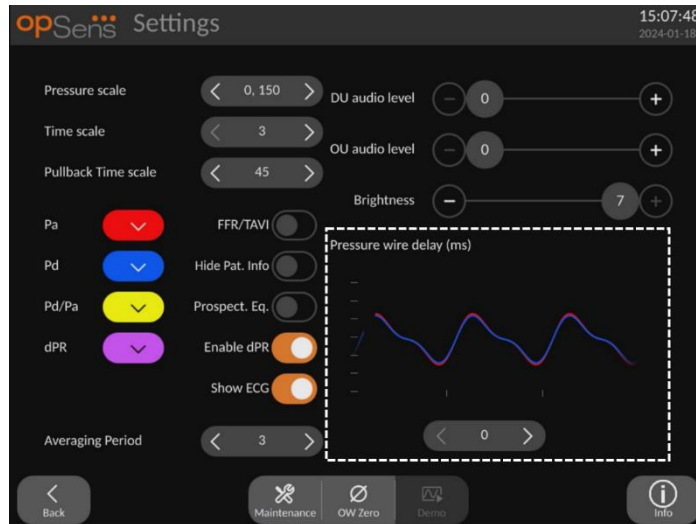 opSens Settings
15:07:48
2024-01-18
Pressure scale
0, 150
Time scale
3
Pullback Time scale
45
DU audio level
0
OU audio level
0
Brightness
7
Pa
Pd
Pd/Pa
dPR
FFR/TAVI
Hide Pat. Info
Prospect. Eq.
Enable dPR
Show ECG
Averaging Period
3
Pressure wire delay (ms)
0
Back
Maintenance
OW Zero
Demo
Info